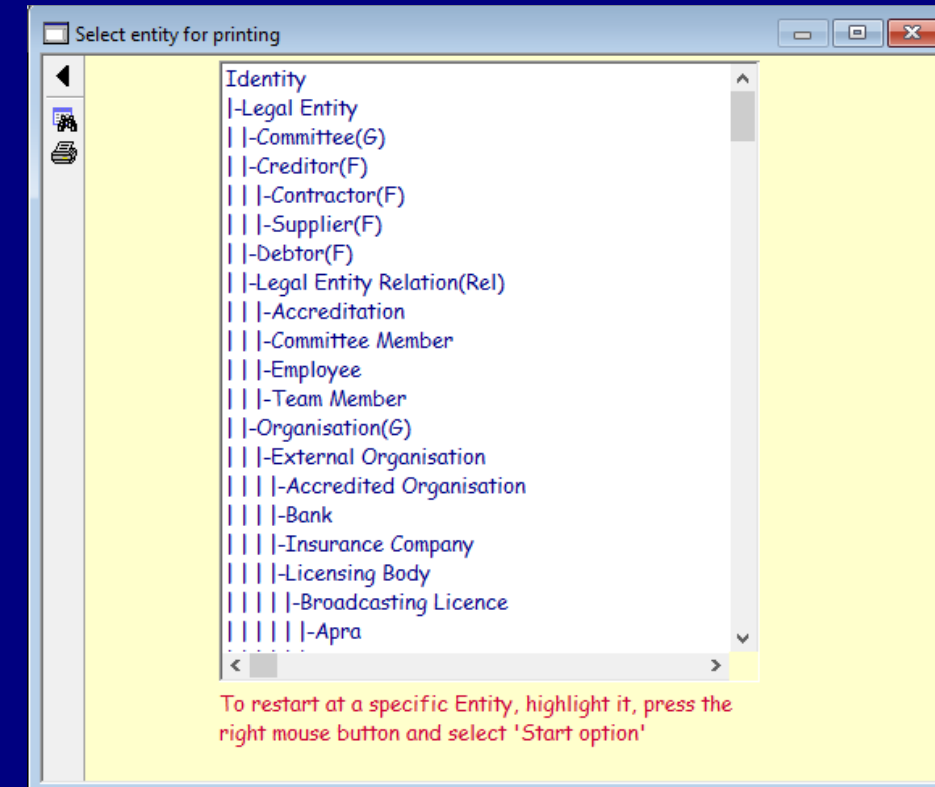 Select entity for printing
Identity
|-Legal Entity
| |-Committee(G)
| |-Creditor(F)
| | |-Contractor(F)
| | |-Supplier(F)
| |-Debtor(F)
| |-Legal Entity Relation(Rel)
| | |-Accreditation
| | |-Committee Member
| | |-Employee
| | |-Team Member
| |-Organisation(G)
| | |-External Organisation
| | | |-Accredited Organisation
| | | |-Bank
| | | |-Insurance Company
| | | |-Licensing Body
| | | | |-Broadcasting Licence
| | | | | |-Apra
To restart at a specific Entity, highlight it, press the
right mouse button and select 'Start option'